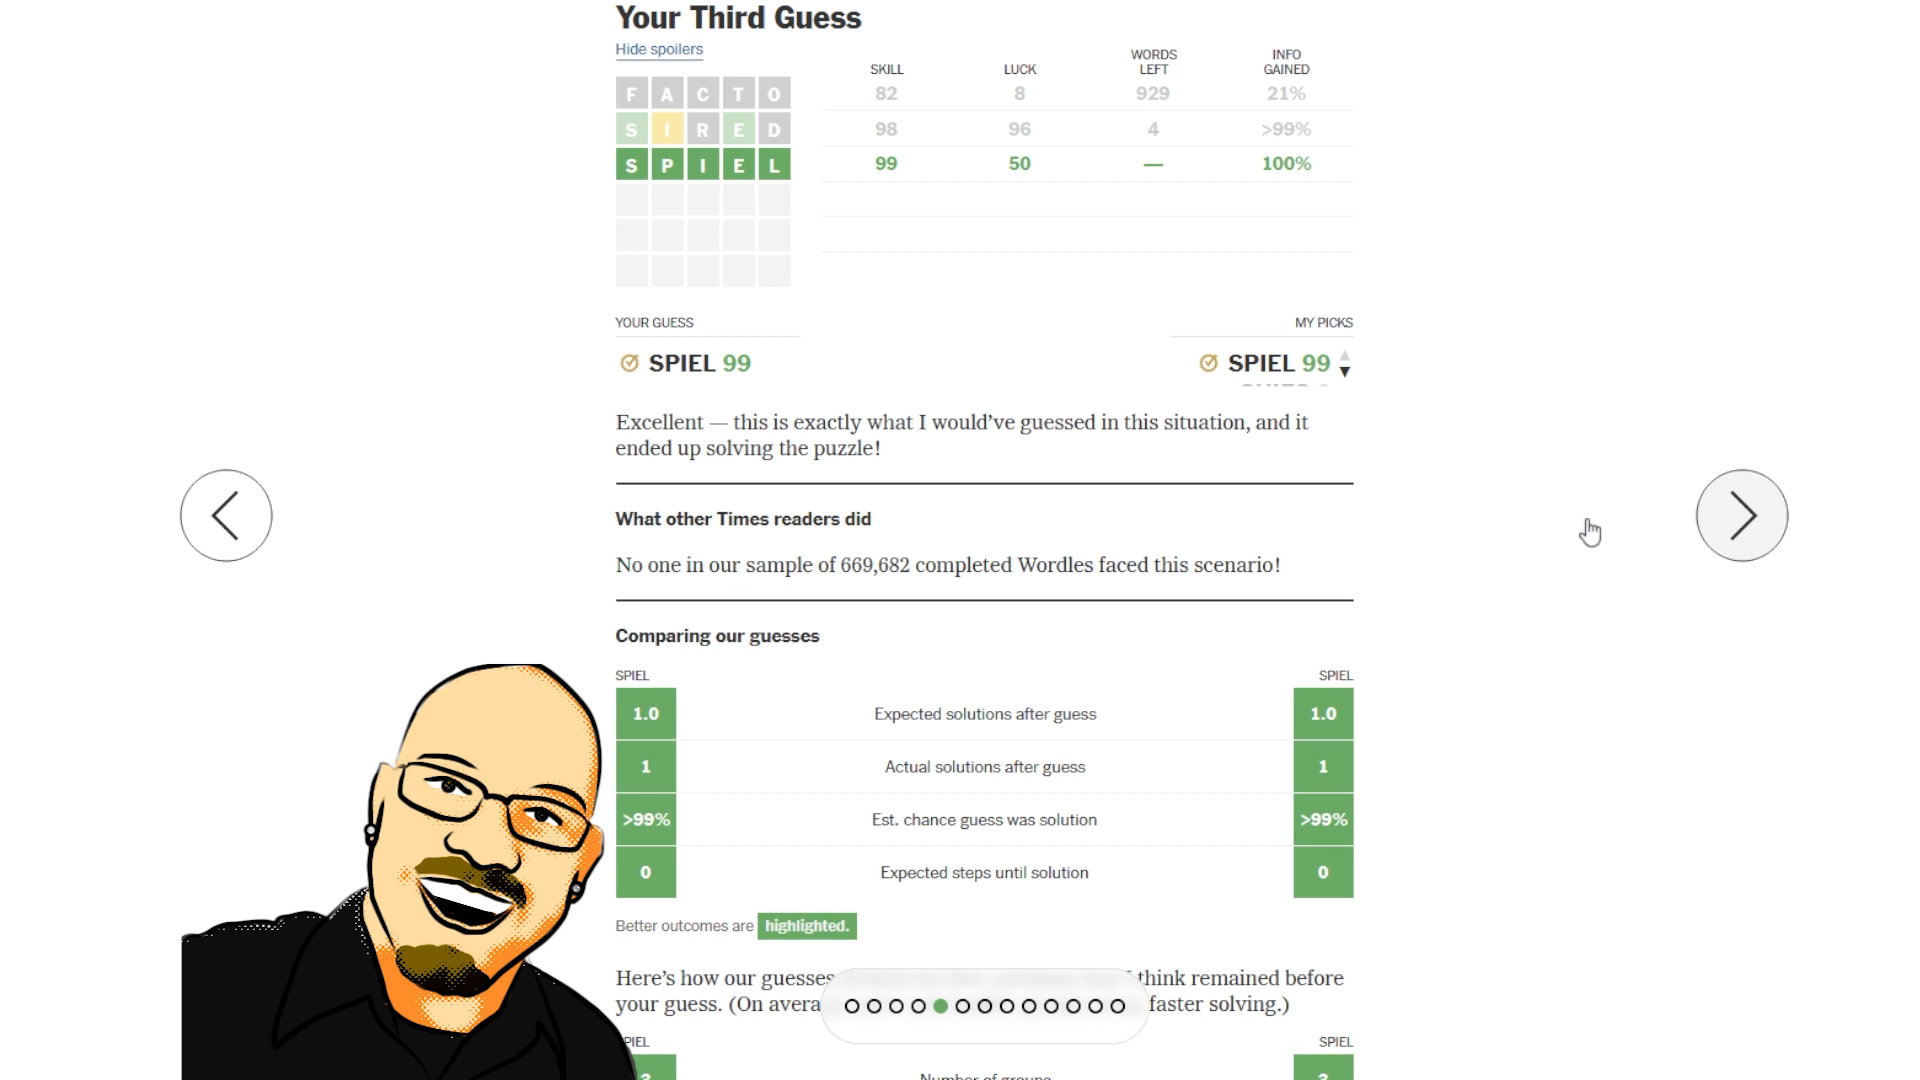 Your Third Guess
Hide spoilers
SKILL LUCK WORDS LEFT INFO GAINED
F A C T O 82 8 929 21%
S I R E D 98 96 4 >99%
S P I E L 99 50 — 100%
YOUR GUESS MY PICKS
SPIEL 99 SPIEL 99
Excellent — this is exactly what I would’ve guessed in this situation, and it
ended up solving the puzzle!
What other Times readers did
No one in our sample of 669,682 completed Wordles faced this scenario!
Comparing our guesses
SPIEL SPIEL
1.0 Expected solutions after guess 1.0
1 Actual solutions after guess 1
>99% Est. chance guess was solution >99%
0 Expected steps until solution 0
Better outcomes are highlighted.
Here’s how our guesses think remained before
your guess. (On avera faster solving.)
PIEL SPIEL
Number of groups